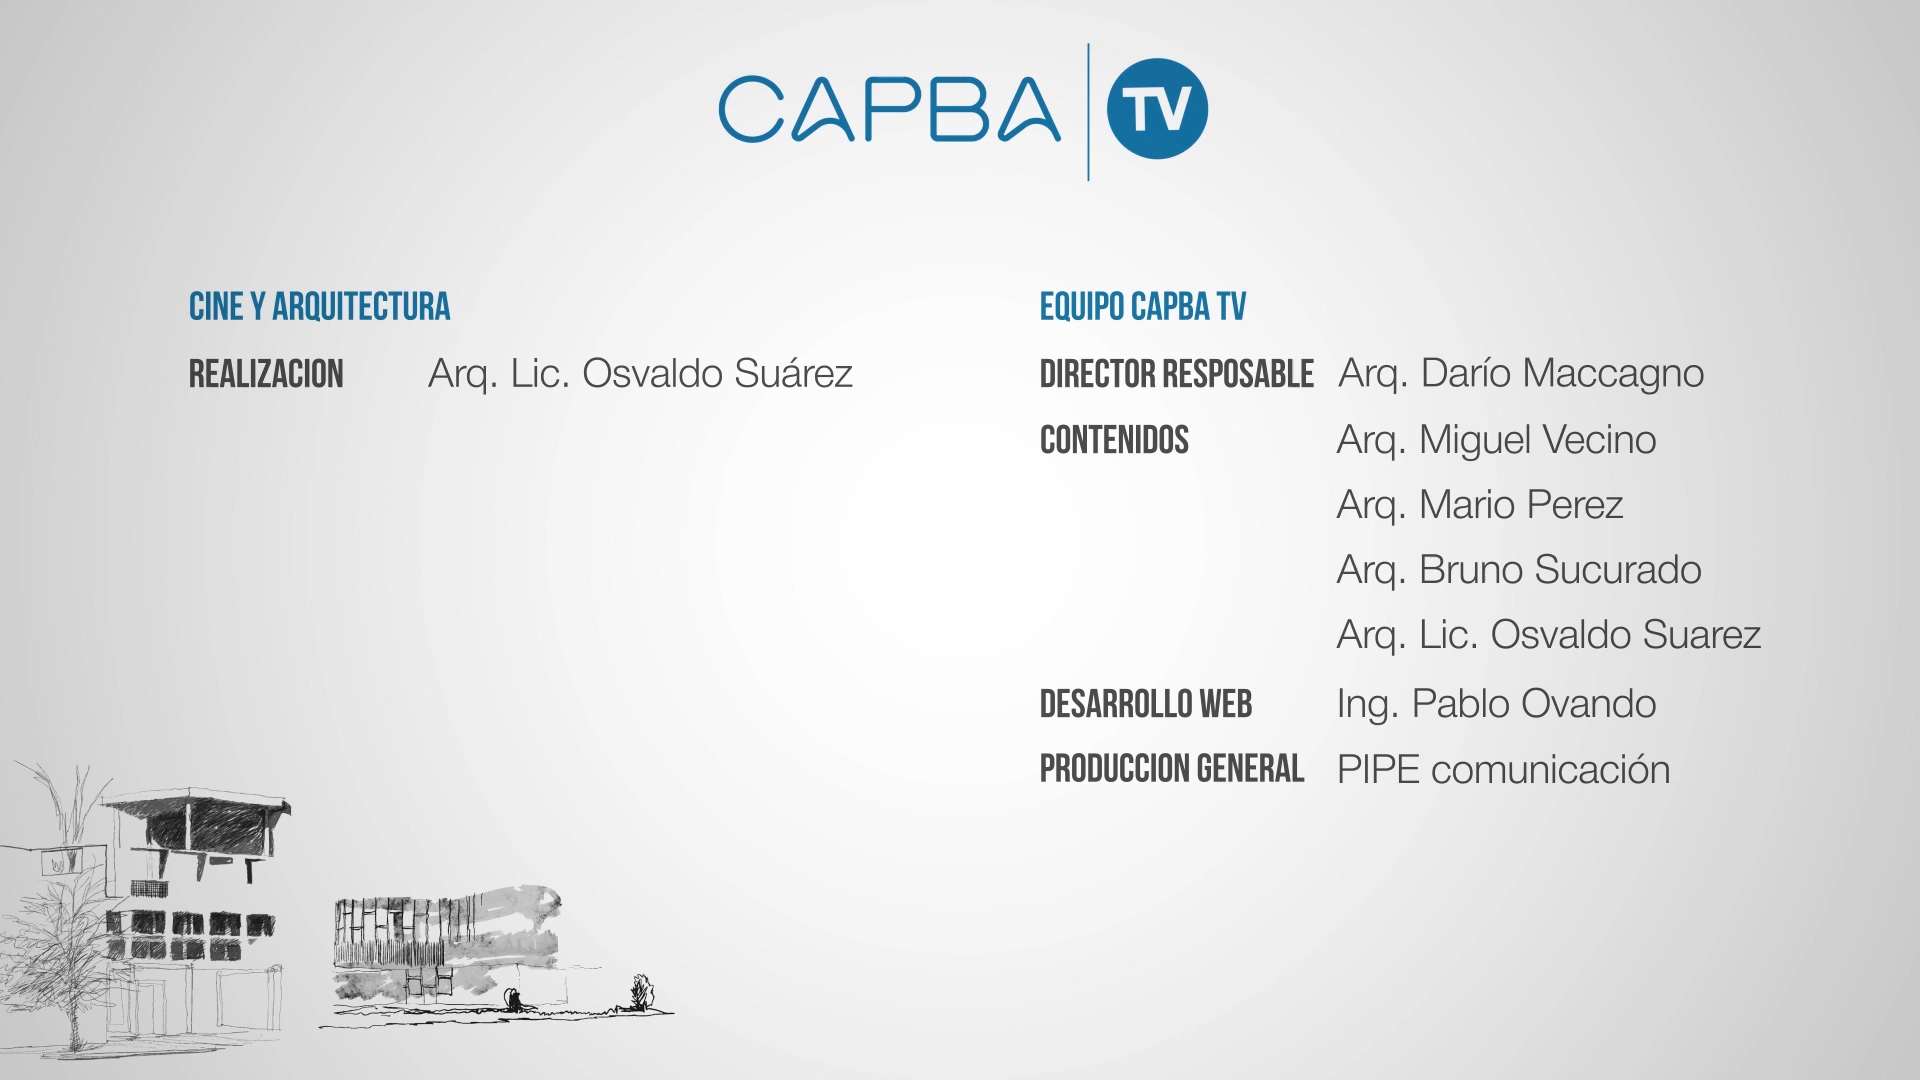 CAPBA TV
CINE Y ARQUITECTURA
REALIZACION Arq. Lic. Osvaldo Suárez
EQUIPO CAPBA TV
DIRECTOR RESPOSABLE Arq. Darío Maccagno
CONTENIDOS Arq. Miguel Vecino
Arq. Mario Perez
Arq. Bruno Sucurado
Arq. Lic. Osvaldo Suarez
DESARROLLO WEB Ing. Pablo Ovando
PRODUCCION GENERAL PIPE comunicación